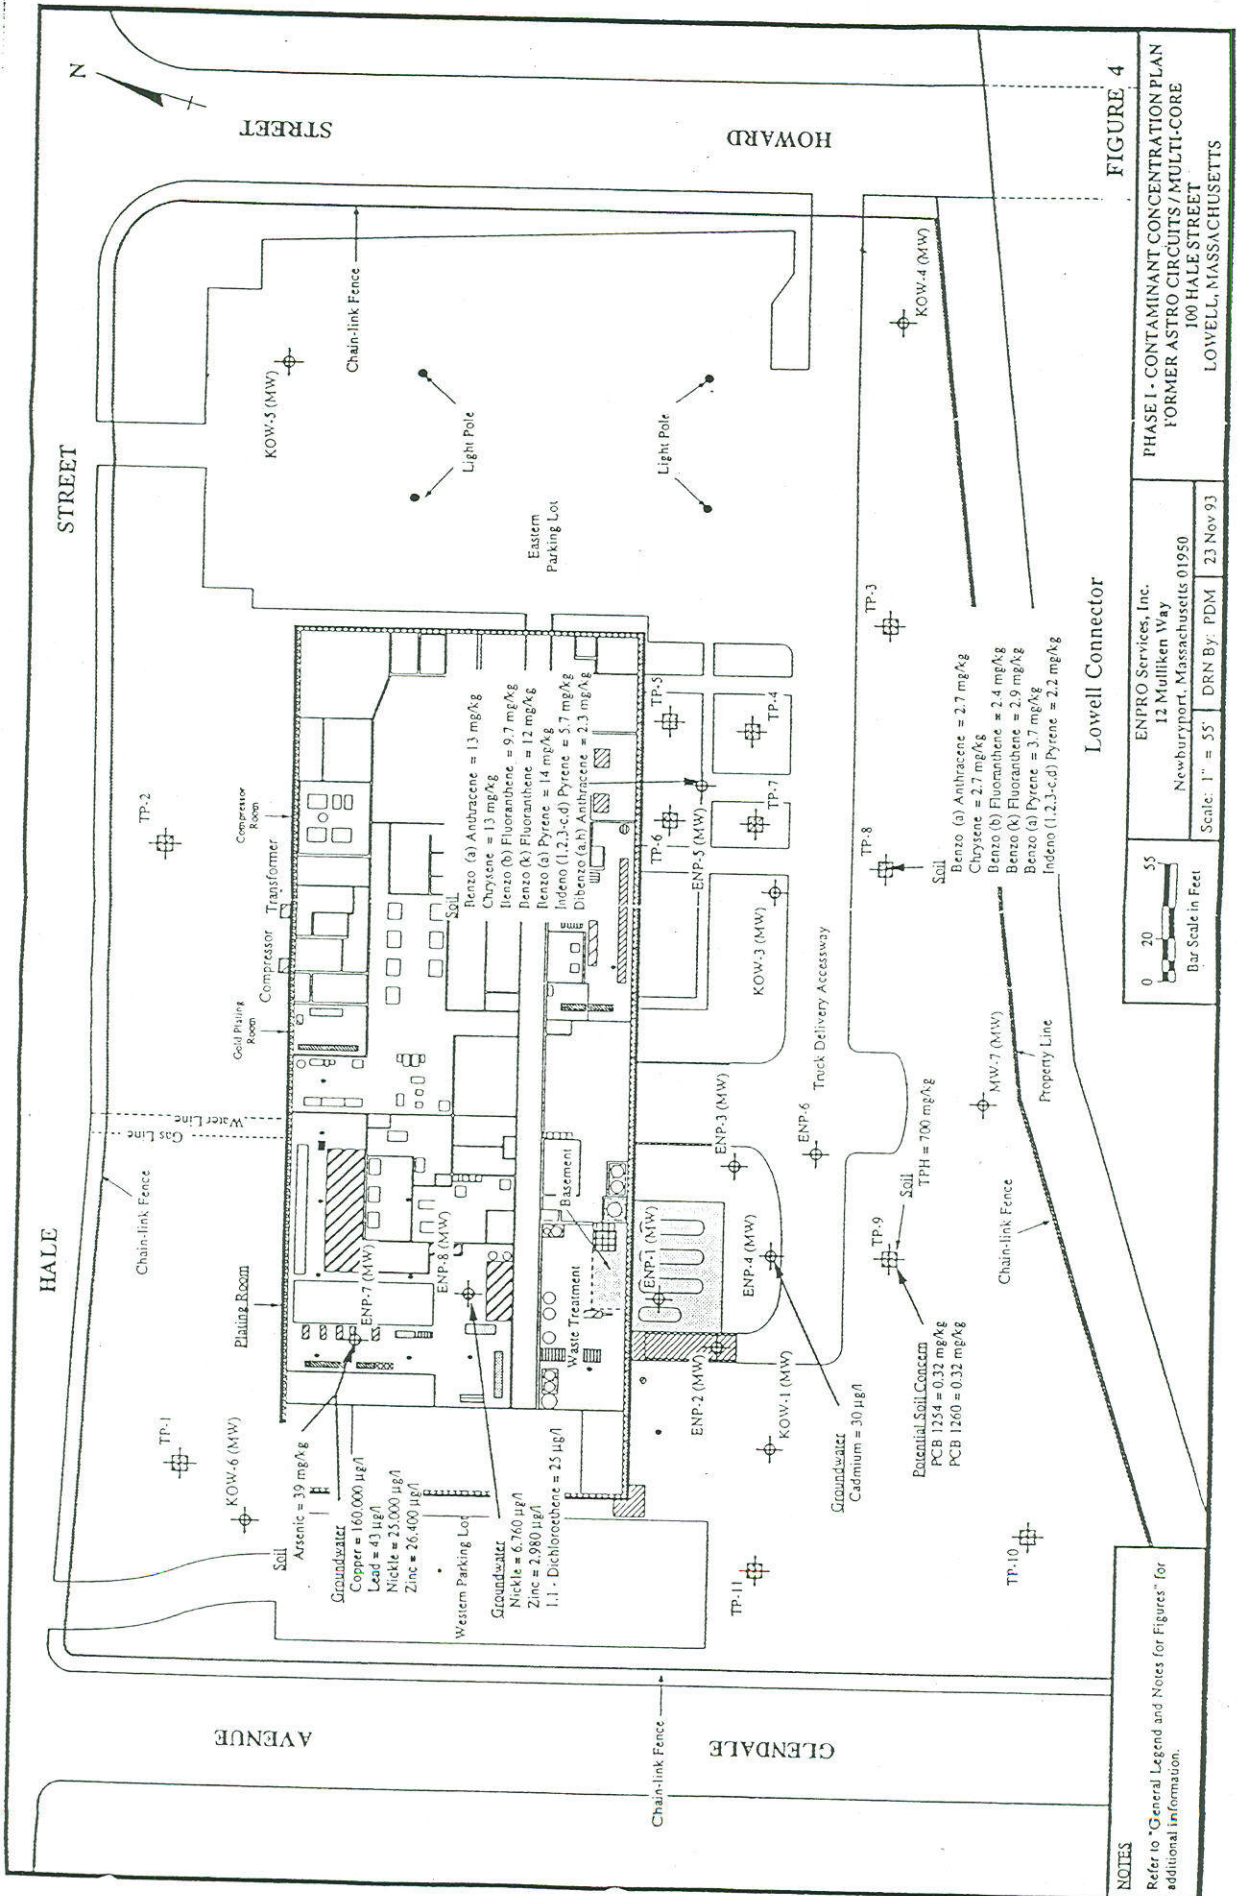 HALE
STREET
N
STREET
HOWARD
Chain-link Fence
Chain-link Fence
Gas Line
Water Line
TP-1
TP-2
KOW-6 (MW)
KOW-5 (MW)
Plating Room
Gold Plating
Room
Compressor
Transformer
Compressor
Room
Light Pole
Light Pole
Eastern
Parking Lot
Soil
Arsenic = 39 mg/kg
Groundwater
Copper = 160.000 µg/l
Lead = 43 µg/l
Nickle = 25.000 µg/l
Zinc = 26.400 µg/l
Western Parking Lot
Groundwater
Nickle = 6.760 µg/l
Zinc = 2.980 µg/l
1.1 - Dichloroethene = 25 µg/l
ENP-7 (MW)
ENP-8 (MW)
Waste Treatment
Basement
Soil
Benzo (a) Anthracene = 13 mg/kg
Chrysene = 13 mg/kg
Benzo (b) Fluoranthene = 9.7 mg/kg
Benzo (k) Fluoranthene = 12 mg/kg
Benzo (a) Pyrene = 14 mg/kg
Indeno (1.2.3-c.d) Pyrene = 5.7 mg/kg
Dibenzo (a.h) Anthracene = 2.3 mg/kg
ENP-1 (MW)
ENP-2 (MW)
ENP-3 (MW)
ENP-4 (MW)
ENP-5 (MW)
ENP-6
TP-5
TP-6
TP-4
TP-7
KOW-1 (MW)
KOW-3 (MW)
KOW-4 (MW)
Truck Delivery Accessway
TP-11
TP-10
TP-9
TP-8
TP-3
Groundwater
Cadmium = 30 µg/l
Potential Soil Concern
PCB 1254 = 0.32 mg/kg
PCB 1260 = 0.32 mg/kg
Soil
TPH = 700 mg/kg
MW-7 (MW)
Chain-link Fence
Property Line
Soil
Benzo (a) Anthracene = 2.7 mg/kg
Chrysene = 2.7 mg/kg
Benzo (b) Fluoranthene = 2.4 mg/kg
Benzo (k) Fluoranthene = 2.9 mg/kg
Benzo (a) Pyrene = 3.7 mg/kg
Indeno (1.2.3-c.d) Pyrene = 2.2 mg/kg
Lowell Connector
AVENUE
GLENDALE
Chain-link Fence
FIGURE 4
NOTES
Refer to "General Legend and Notes for Figures" for
additional information.
0 20 55
Bar Scale in Feet
ENPRO Services, Inc.
12 Mulliken Way
Newburyport, Massachusetts 01950
Scale: 1" = 55' DRN By: PDM 23 Nov 93
PHASE I - CONTAMINANT CONCENTRATION PLAN
FORMER ASTRO CIRCUITS / MULTI-CORE
100 HALE STREET
LOWELL, MASSACHUSETTS